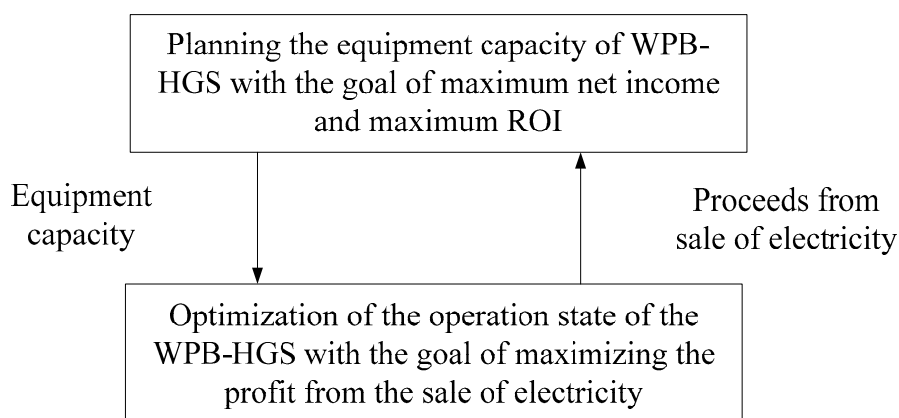 Planning the equipment capacity of WPB-
HGS with the goal of maximum net income
and maximum ROI
Equipment
capacity
Proceeds from
sale of electricity
Optimization of the operation state of the
WPB-HGS with the goal of maximizing the
profit from the sale of electricity